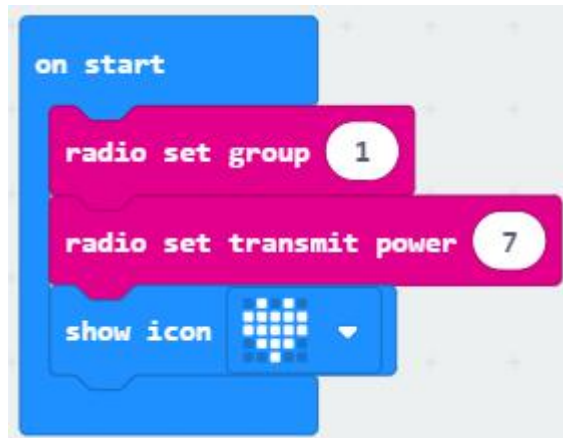 on start
radio set group 1
radio set transmit power 7
show icon